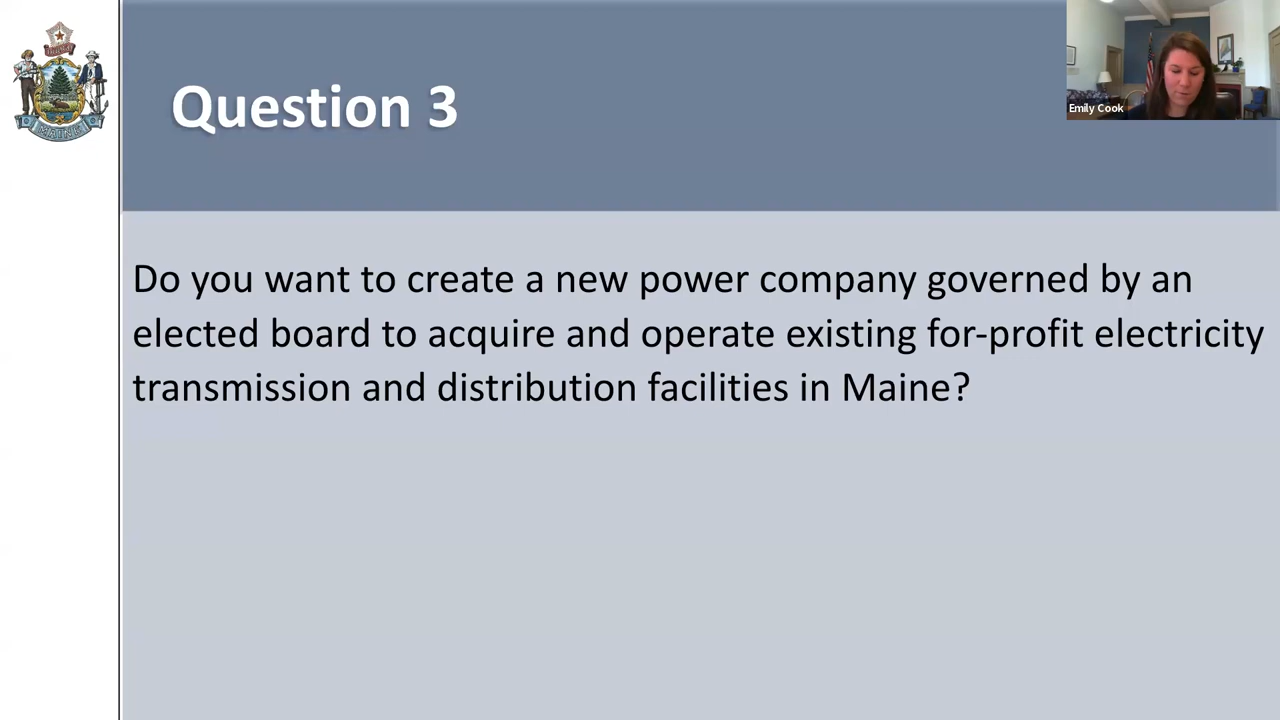 Question 3
Emily Cook
Do you want to create a new power company governed by an
elected board to acquire and operate existing for-profit electricity
transmission and distribution facilities in Maine?
MAINE